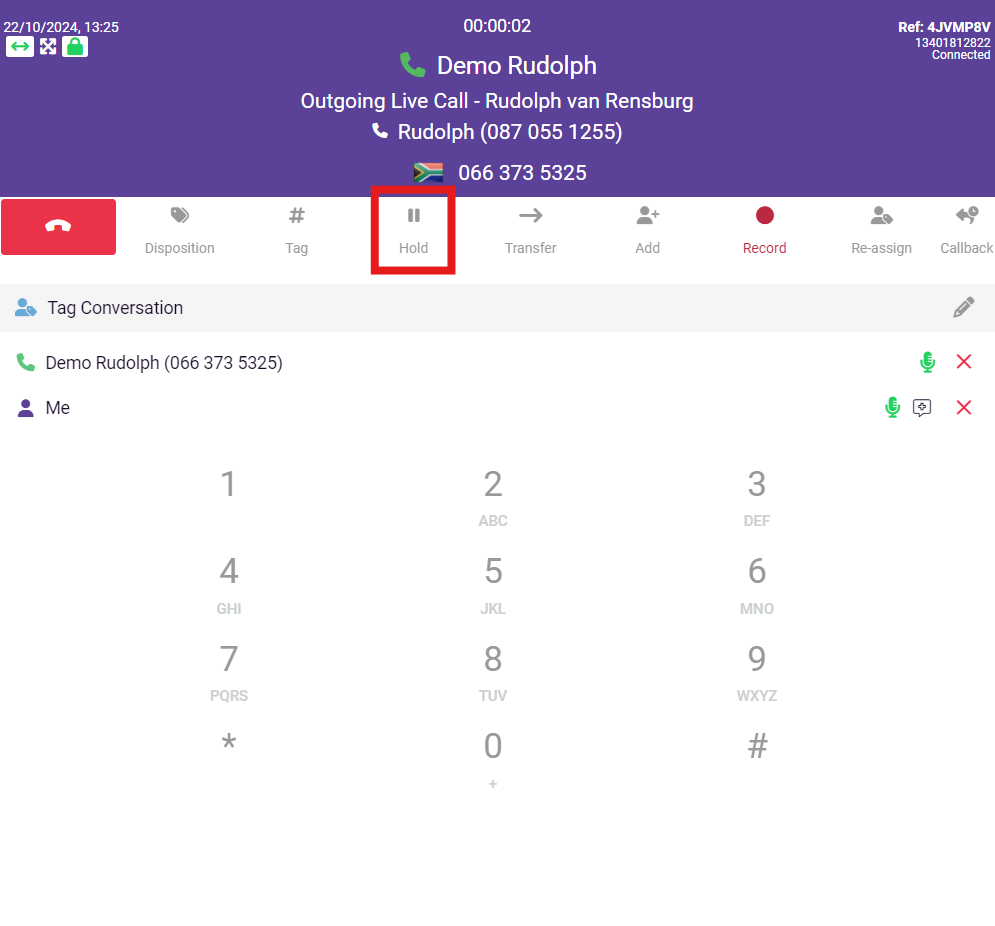 22/10/2024, 13:25
00:00:02
Ref: 4JVMP8V
13401812822
Connected
Demo Rudolph
Outgoing Live Call - Rudolph van Rensburg
Rudolph (087 055 1255)
066 373 5325
Disposition
Tag
Hold
Transfer
Add
Record
Re-assign
Callback
Tag Conversation
Demo Rudolph (066 373 5325)
Me
1 2 3
ABC DEF
4 5 6
GHI JKL MNO
7 8 9
PQRS TUV WXYZ
* 0 #
+